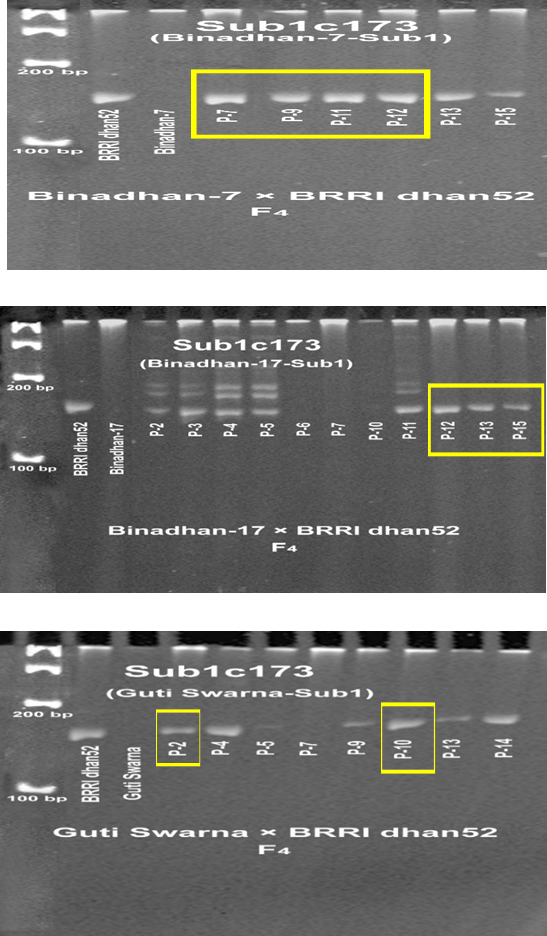 Sub1c173
(Binadhan-7-Sub1)
200 bp
BRRI dhan52
Binadhan-7
P-7
P-9
P-11
P-12
P-13
P-15
100 bp
Binadhan-7 × BRRI dhan52
F4
Sub1c173
(Binadhan-17-Sub1)
200 bp
BRRI dhan52
Binadhan-17
P-2
P-3
P-4
P-5
P-6
P-7
P-10
P-11
P-12
P-13
P-15
100 bp
Binadhan-17 × BRRI dhan52
F4
Sub1c173
(Guti Swarna-Sub1)
200 bp
BRRI dhan52
Guti Swarna
P-2
P-4
P-5
P-7
P-9
P-10
P-13
P-14
100 bp
Guti Swarna × BRRI dhan52
F4